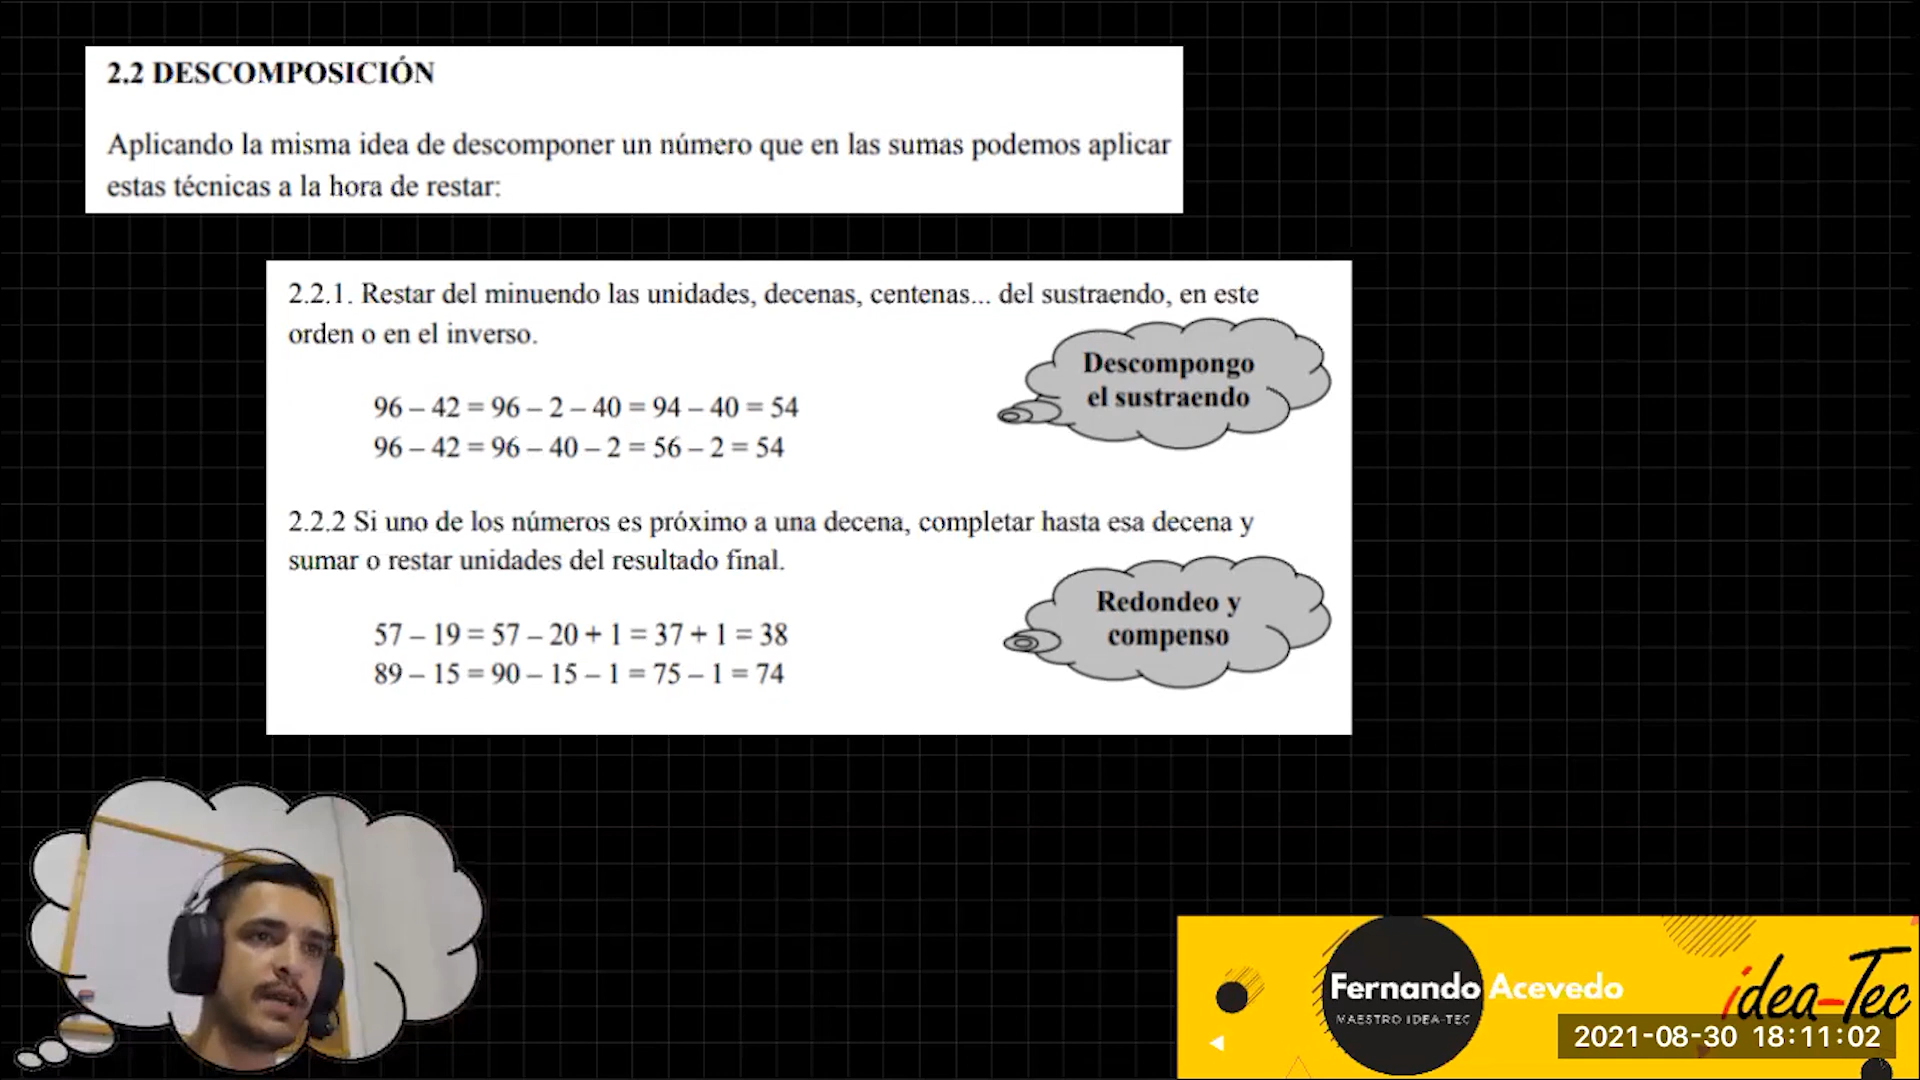 2.2 DESCOMPOSICIÓN
Aplicando la misma idea de descomponer un número que en las sumas podemos aplicar
estas técnicas a la hora de restar:
2.2.1. Restar del minuendo las unidades, decenas, centenas... del sustraendo, en este
orden o en el inverso.
Descompongo
el sustraendo
96 – 42 = 96 – 2 – 40 = 94 – 40 = 54
96 – 42 = 96 – 40 – 2 = 56 – 2 = 54
2.2.2 Si uno de los números es próximo a una decena, completar hasta esa decena y
sumar o restar unidades del resultado final.
Redondeo y
compenso
57 – 19 = 57 – 20 + 1 = 37 + 1 = 38
89 – 15 = 90 – 15 – 1 = 75 – 1 = 74
Fernando Acevedo
MAESTRO IDEA-TEC
idea-Tec
2021-08-30 18:11:02